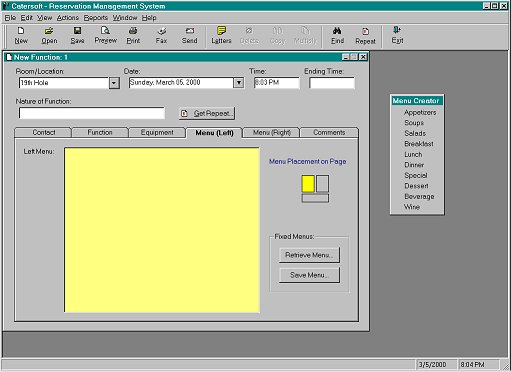 Catersoft - Reservation Management System
File Edit View Actions Reports Window Help
New Open Save Preview Print Fax Send Letters Delete Copy Multiply Find Repeat Exit
New Function: 1
Room/Location: Date: Time: Ending Time:
19th Hole Sunday, March 05, 2000 8:03 PM
Nature of Function:
Get Repeat
Contact Function Equipment Menu (Left) Menu (Right) Comments
Left Menu:
Menu Placement on Page
Fixed Menus:
Retrieve Menu...
Save Menu...
Menu Creator
Appetizers
Soups
Salads
Breakfast
Lunch
Dinner
Special
Dessert
Beverage
Wine
3/5/2000 8:04 PM